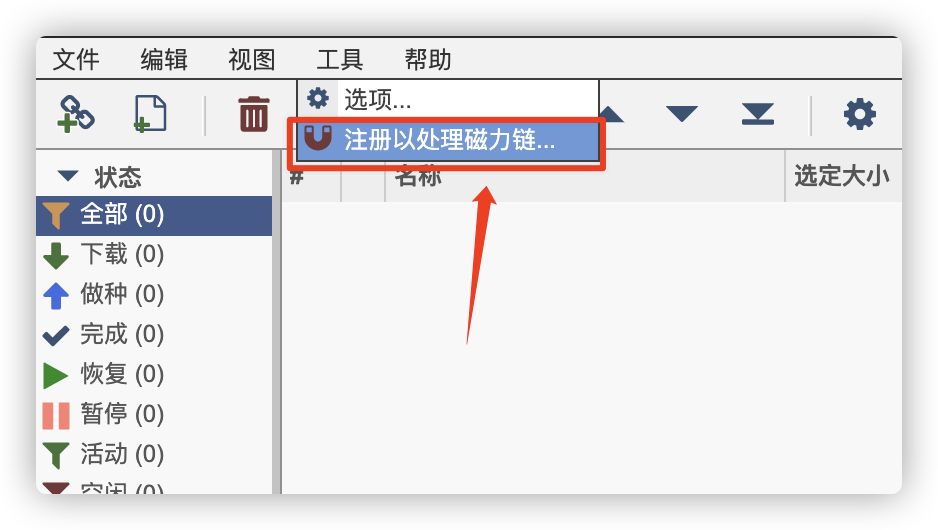 文件 编辑 视图 工具 帮助
选项...
注册以处理磁力链...
# 名称 选定大小
状态
全部 (0)
下载 (0)
做种 (0)
完成 (0)
恢复 (0)
暂停 (0)
活动 (0)
空闲 (0)